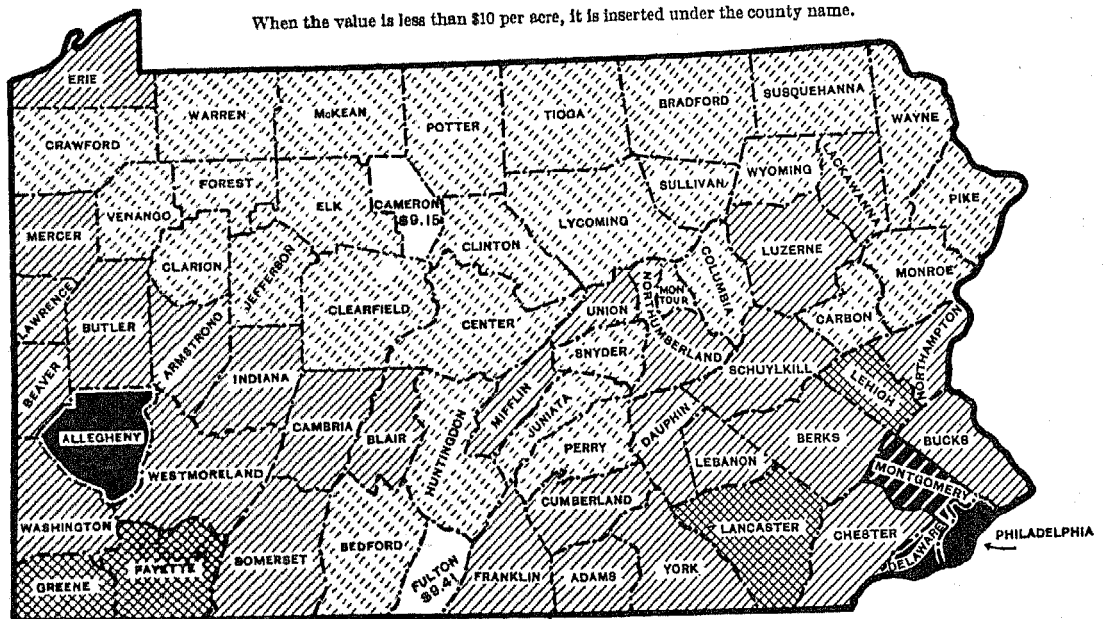 When the value is less than $10 per acre, it is inserted under the county name.
ERIE
CRAWFORD
WARREN
McKEAN
POTTER
TIOGA
BRADFORD
SUSQUEHANNA
WAYNE
MERCER
VENANGO
FOREST
ELK
CAMERON
$9.15
CLINTON
LYCOMING
SULLIVAN
WYOMING
LACKAWANNA
PIKE
LAWRENCE
BUTLER
CLARION
JEFFERSON
CLEARFIELD
CENTER
UNION
NORTHUMBERLAND
MON
TOUR
COLUMBIA
LUZERNE
MONROE
CARBON
BEAVER
ARMSTRONG
INDIANA
SNYDER
SCHUYLKILL
LEHIGH
NORTHAMPTON
ALLEGHENY
WESTMORELAND
CAMBRIA
BLAIR
HUNTINGDON
MIFFLIN
JUNIATA
PERRY
DAUPHIN
LEBANON
BERKS
BUCKS
MONTGOMERY
WASHINGTON
GREENE
FAYETTE
SOMERSET
BEDFORD
FULTON
$9.41
FRANKLIN
CUMBERLAND
ADAMS
YORK
LANCASTER
CHESTER
DELAWARE
PHILADELPHIA